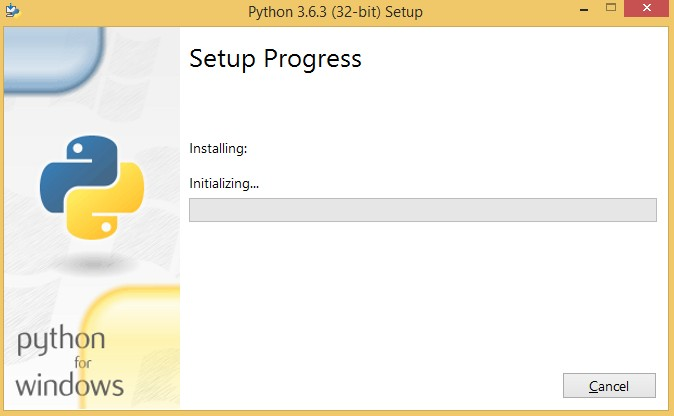 Python 3.6.3 (32-bit) Setup
Setup Progress
Installing:
Initializing...
python
for
windows
Cancel